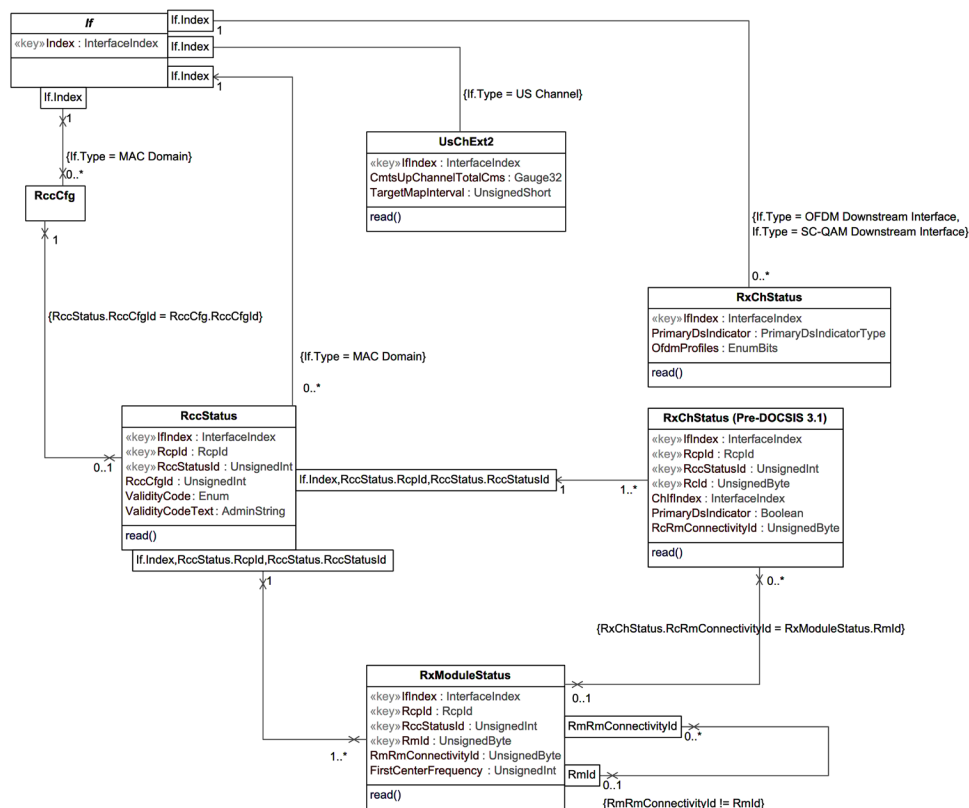 If
«key»Index : InterfaceIndex
If.Index
1
If.Index
If.Index
1
If.Index
1
{If.Type = MAC Domain}
0..*
RccCfg
1
{If.Type = US Channel}
UsChExt2
«key»IfIndex : InterfaceIndex
CmtsUpChannelTotalCms : Gauge32
TargetMapInterval : UnsignedShort
read()
{If.Type = OFDM Downstream Interface,
If.Type = SC-QAM Downstream Interface}
0..*
RxChStatus
«key»IfIndex : InterfaceIndex
PrimaryDsIndicator : PrimaryDsIndicatorType
OfdmProfiles : EnumBits
read()
{RccStatus.RccCfgId = RccCfg.RccCfgId}
{If.Type = MAC Domain}
0..*
RccStatus
«key»IfIndex : InterfaceIndex
«key»RcpId : RcpId
«key»RccStatusId : UnsignedInt
RccCfgId : UnsignedInt
ValidityCode : Enum
ValidityCodeText : AdminString
read()
0..1
If.Index,RccStatus.RcpId,RccStatus.RccStatusId
1
1..*
RxChStatus (Pre-DOCSIS 3.1)
«key»IfIndex : InterfaceIndex
«key»RcpId : RcpId
«key»RccStatusId : UnsignedInt
«key»RcId : UnsignedByte
ChIfIndex : InterfaceIndex
PrimaryDsIndicator : Boolean
RcRmConnectivityId : UnsignedByte
read()
If.Index,RccStatus.RcpId,RccStatus.RccStatusId
1
0..*
{RxChStatus.RcRmConnectivityId = RxModuleStatus.RmId}
RxModuleStatus
«key»IfIndex : InterfaceIndex
«key»RcpId : RcpId
«key»RccStatusId : UnsignedInt
«key»RmId : UnsignedByte
RmRmConnectivityId : UnsignedByte
FirstCenterFrequency : UnsignedInt
read()
1..*
0..1
RmRmConnectivityId
0..*
RmId
0..1
{RmRmConnectivityId != RmId}